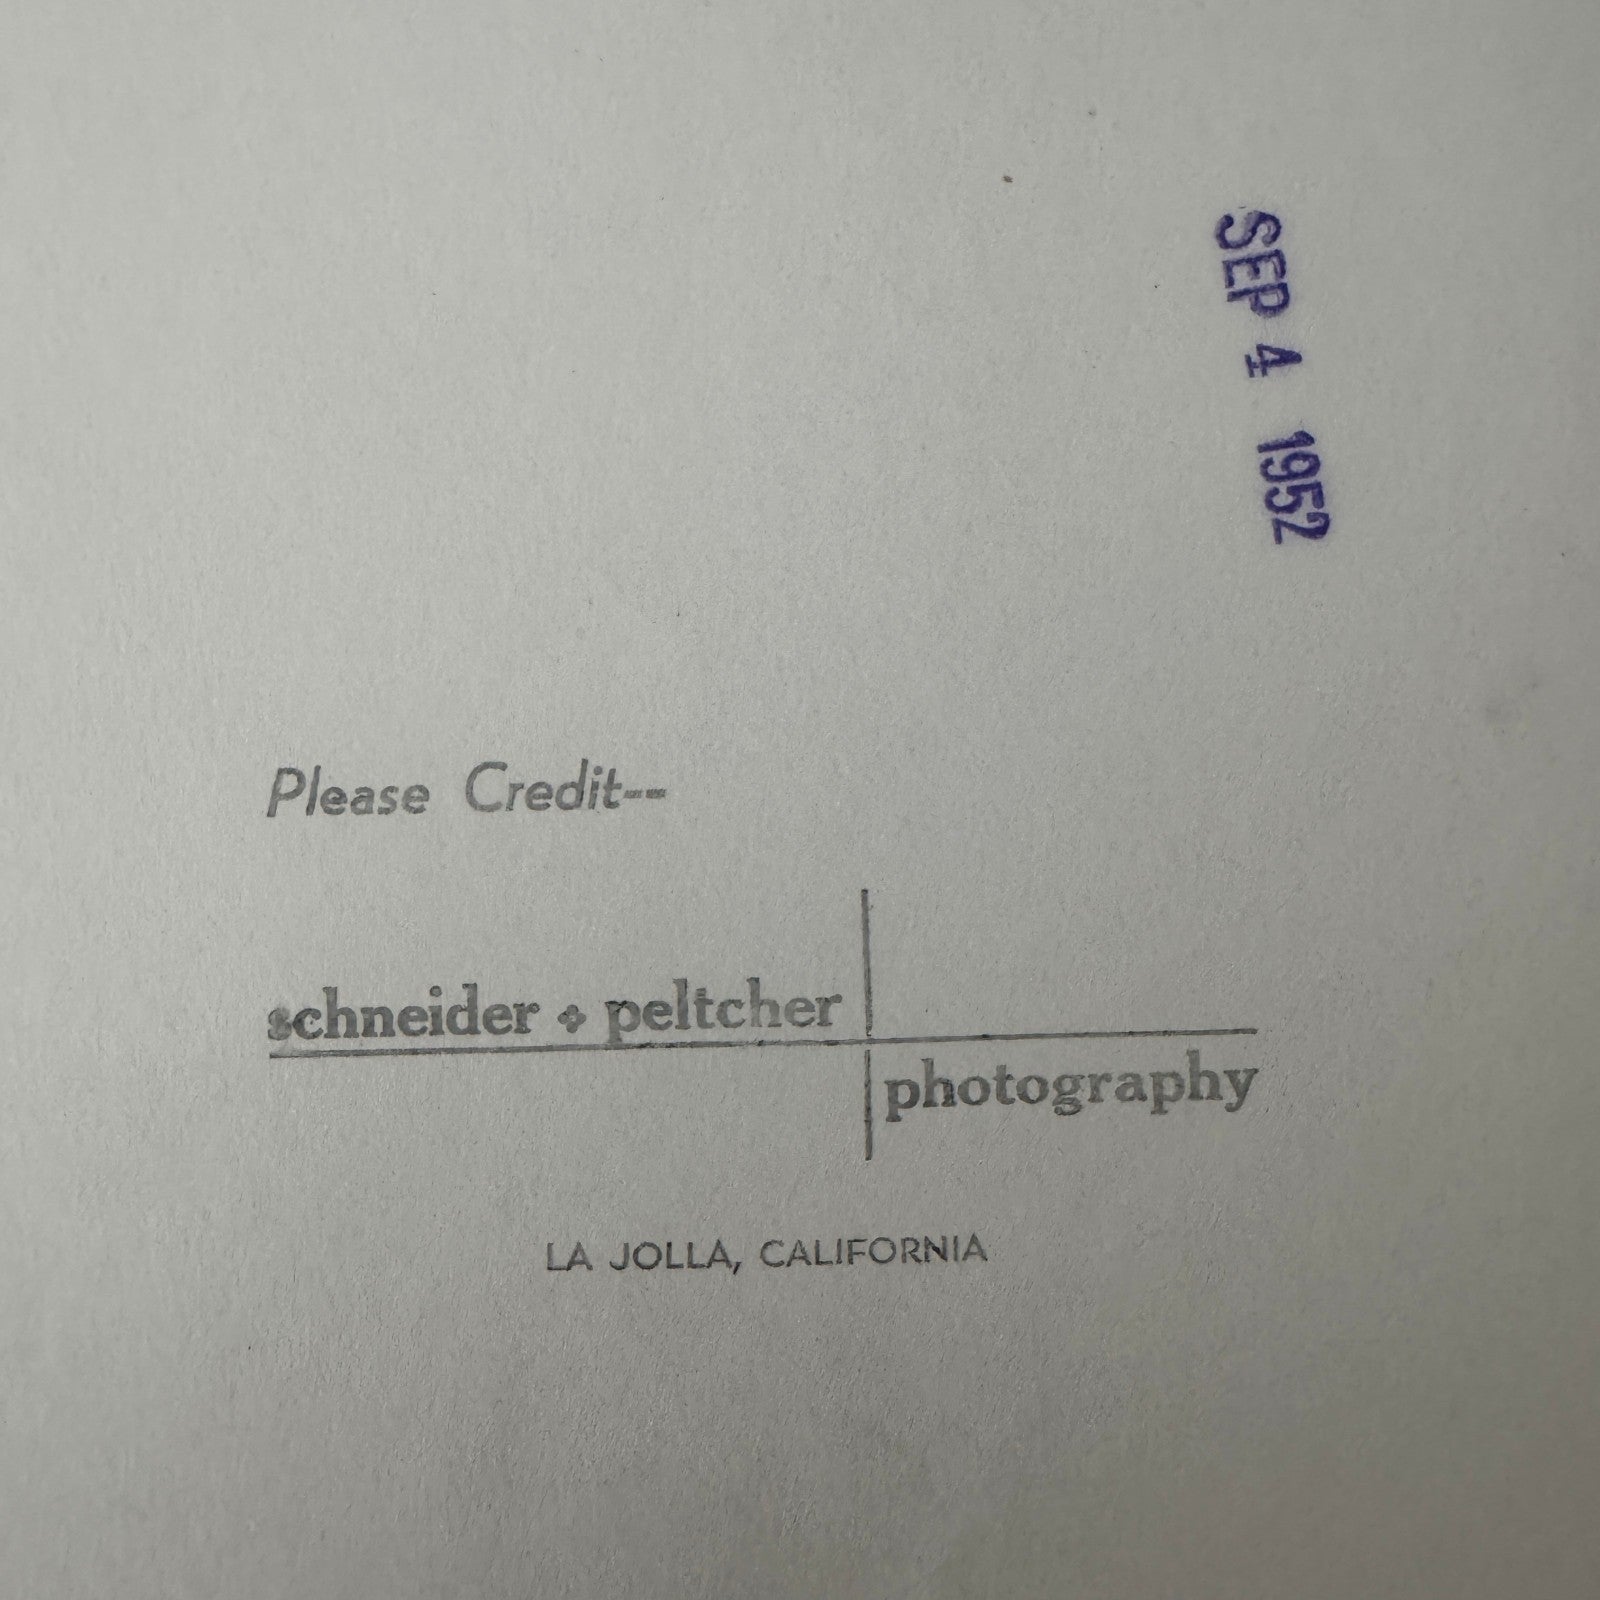 SEP 4 1952
Please Credit--
schneider + peltcher
photography
LA JOLLA, CALIFORNIA